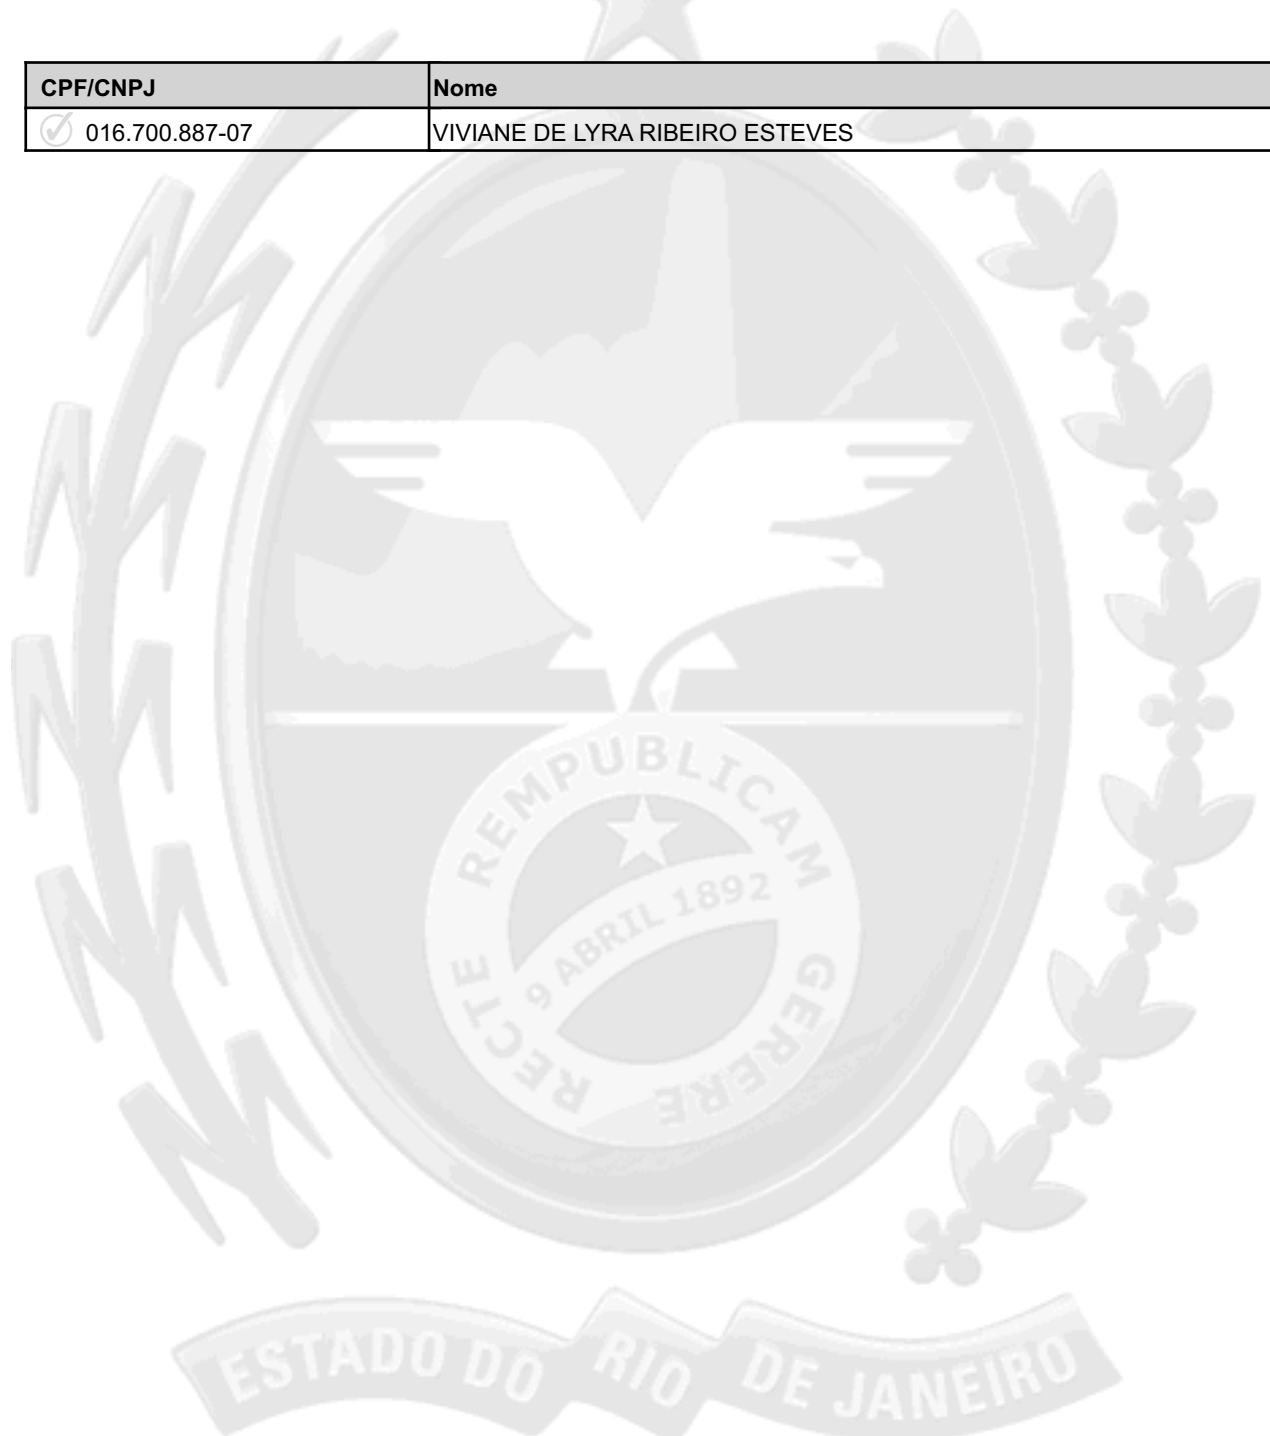 CPF/CNPJ Nome
016.700.887-07 VIVIANE DE LYRA RIBEIRO ESTEVES
RECTE REMPUBLICAM GERERE
9 ABRIL 1892
ESTADO DO RIO DE JANEIRO